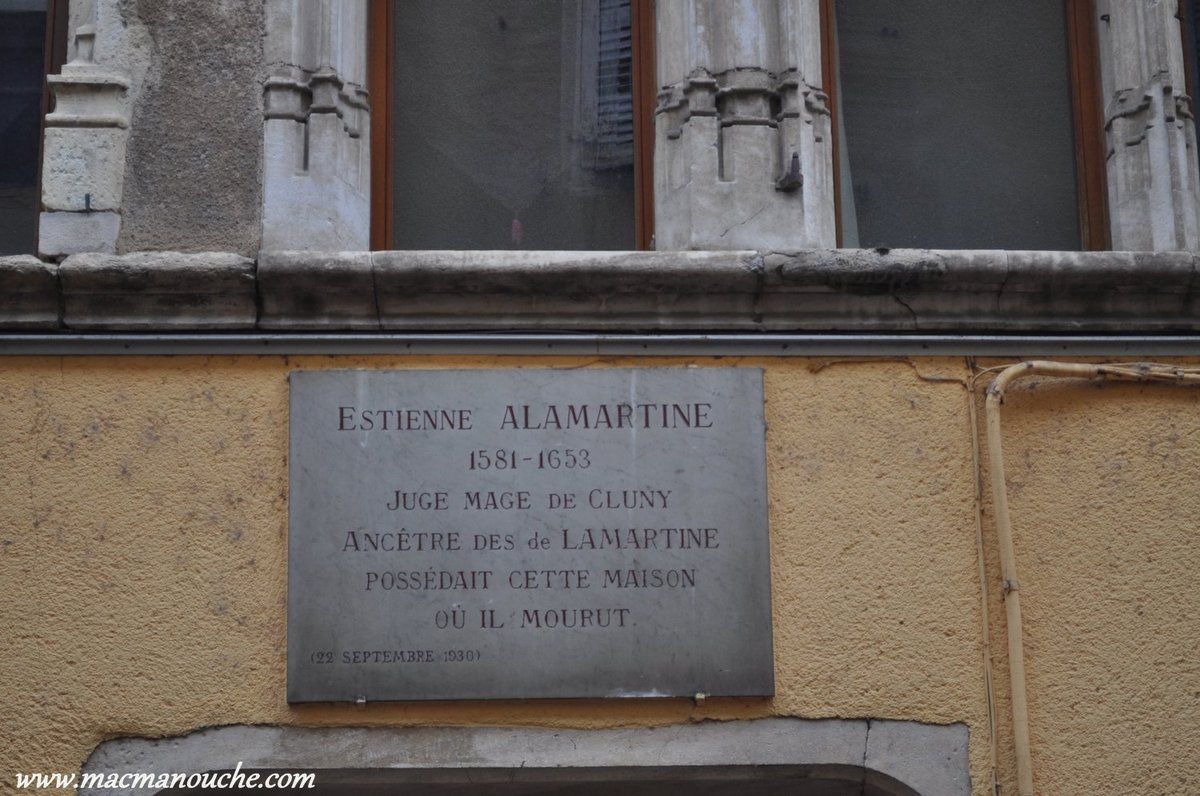 ESTIENNE ALAMARTINE
1581-1653
JUGE MAGE DE CLUNY
ANCÊTRE DES de LAMARTINE
POSSÉDAIT CETTE MAISON
OÙ IL MOURUT.
(22 SEPTEMBRE 1930)
www.macmanouche.com